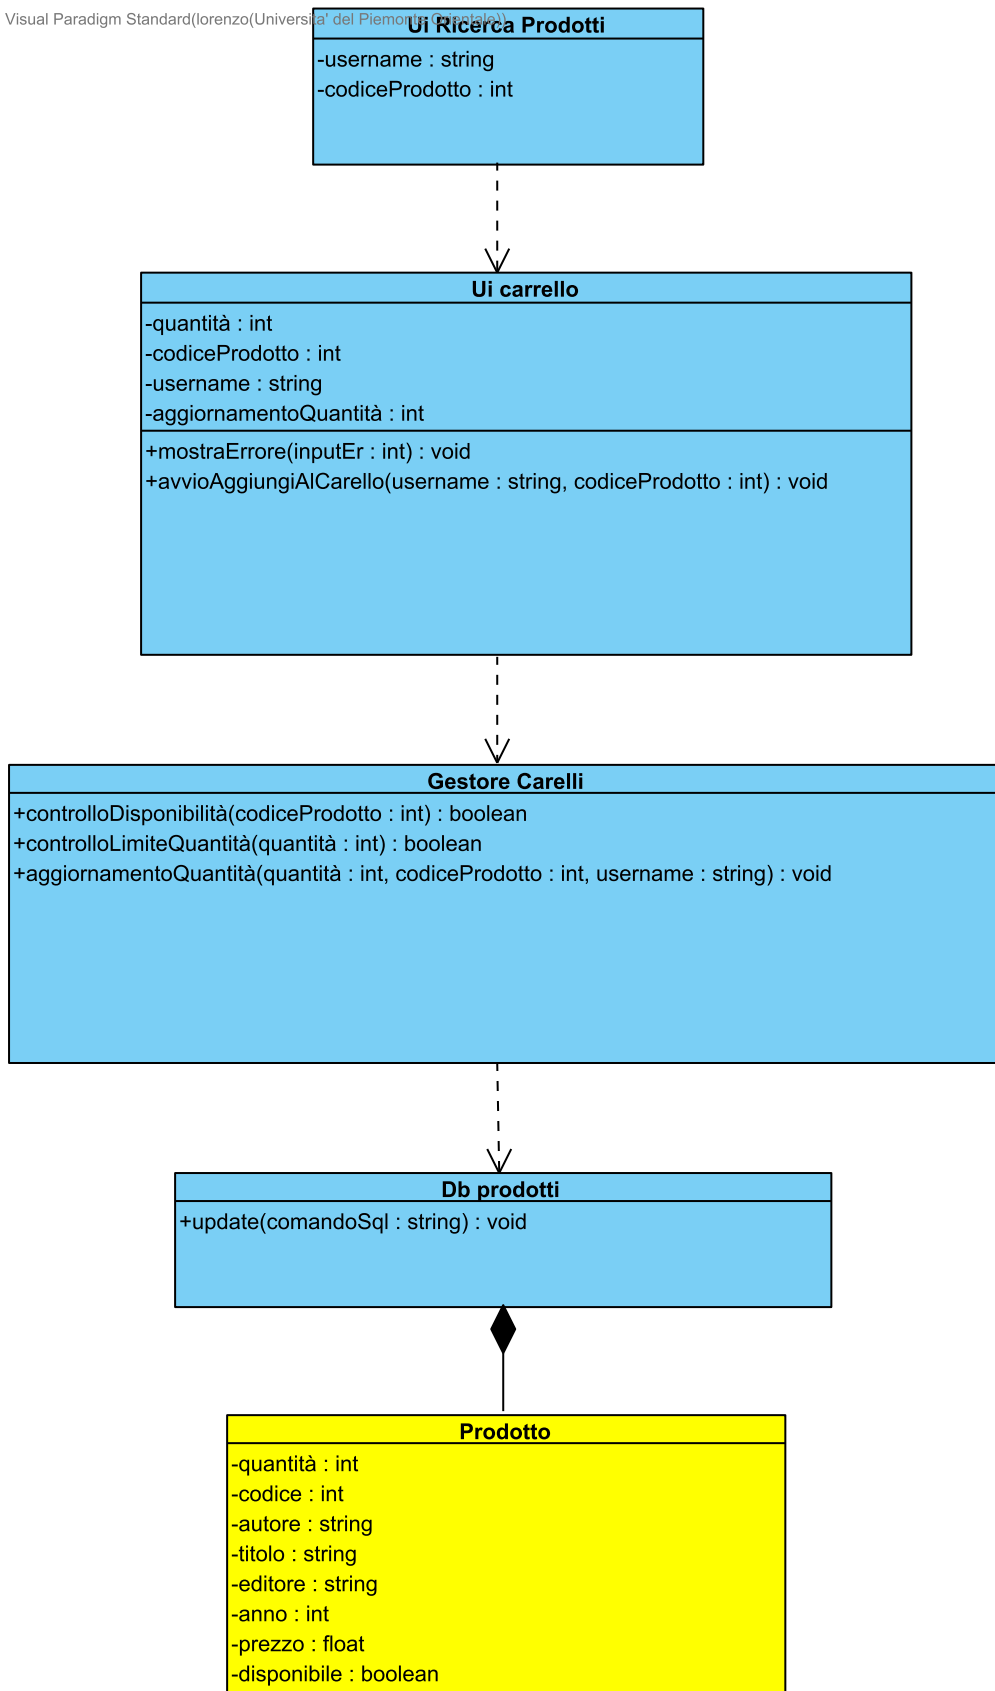 Visual Paradigm Standard(lorenzo(Universita' del Piemonte Orientale))
Ui Ricerca Prodotti
-username : string
-codiceProdotto : int
Ui carrello
-quantità : int
-codiceProdotto : int
-username : string
-aggiornamentoQuantità : int
+mostraErrore(inputEr : int) : void
+avvioAggiungiAlCarello(username : string, codiceProdotto : int) : void
Gestore Carelli
+controlloDisponibilità(codiceProdotto : int) : boolean
+controlloLimiteQuantità(quantità : int) : boolean
+aggiornamentoQuantità(quantità : int, codiceProdotto : int, username : string) : void
Db prodotti
+update(comandoSql : string) : void
Prodotto
-quantità : int
-codice : int
-autore : string
-titolo : string
-editore : string
-anno : int
-prezzo : float
-disponibile : boolean